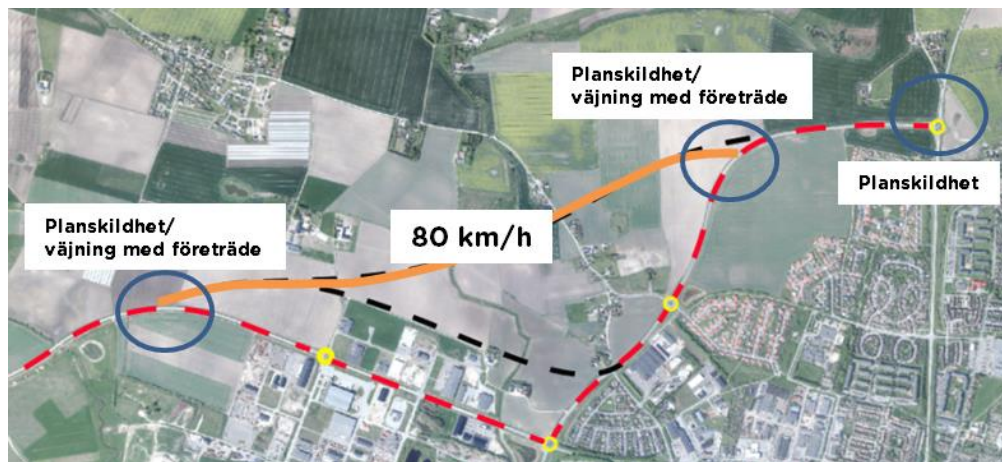 Planskildhet/
väjning med företräde
Planskildhet
Planskildhet/
väjning med företräde
80 km/h